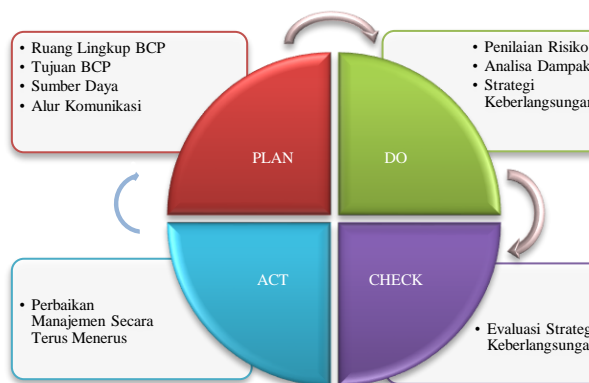 • Ruang Lingkup BCP
• Tujuan BCP
• Sumber Daya
• Alur Komunikasi
• Penilaian Risiko
• Analisa Dampak
• Strategi
Keberlangsungan
PLAN
DO
ACT
CHECK
• Perbaikan
Manajemen Secara
Terus Menerus
• Evaluasi Strateg
Keberlangsunga